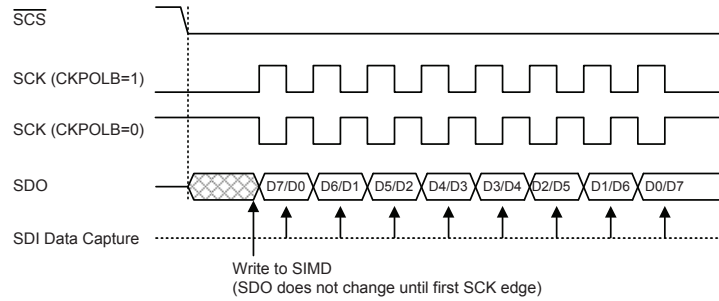 SCS
SCK (CKPOLB=1)
SCK (CKPOLB=0)
SDO
D7/D0 D6/D1 D5/D2 D4/D3 D3/D4 D2/D5 D1/D6 D0/D7
SDI Data Capture
Write to SIMD
(SDO does not change until first SCK edge)